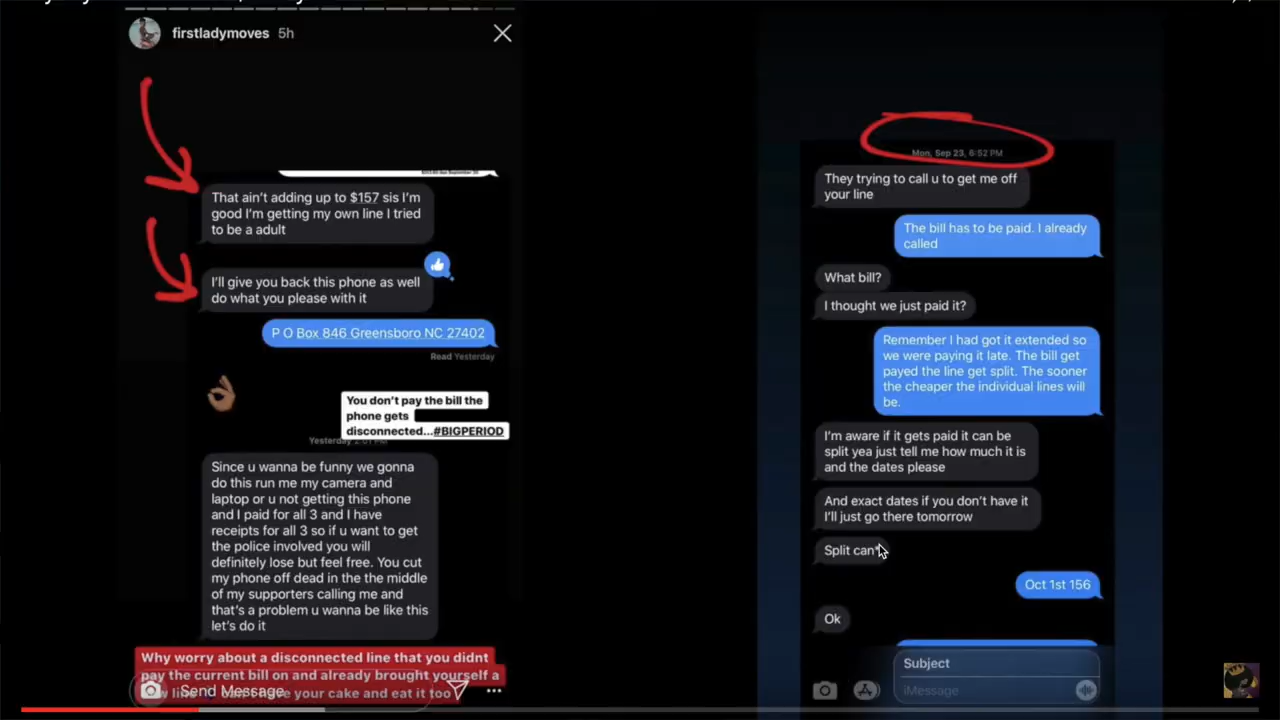 firstladymoves 5h
That ain't adding up to $157 sis I'm
good I'm getting my own line I tried
to be a adult
I'll give you back this phone as well
do what you please with it
P O Box 846 Greensboro NC 27402
Read Yesterday
You don't pay the bill the
phone gets
disconnected...#BIGPERIOD
Yesterday 2:01 PM
Since u wanna be funny we gonna
do this run me my camera and
laptop or u not getting this phone
and I paid for all 3 and I have
receipts for all 3 so if u want to get
the police involved you will
definitely lose but feel free. You cut
my phone off dead in the the middle
of my supporters calling me and
that's a problem u wanna be like this
let's do it
Why worry about a disconnected line that you didnt
pay the current bill on and already brought yourself a
line
your cake and eat it too
Send Message
Mon, Sep 23, 6:52 PM
They trying to call u to get me off
your line
The bill has to be paid. I already
called
What bill?
I thought we just paid it?
Remember I had got it extended so
we were paying it late. The bill get
payed the line get split. The sooner
the cheaper the individual lines will
be.
I'm aware if it gets paid it can be
split yea just tell me how much it is
and the dates please
And exact dates if you don't have it
I'll just go there tomorrow
Split can
Oct 1st 156
Ok
Subject
iMessage